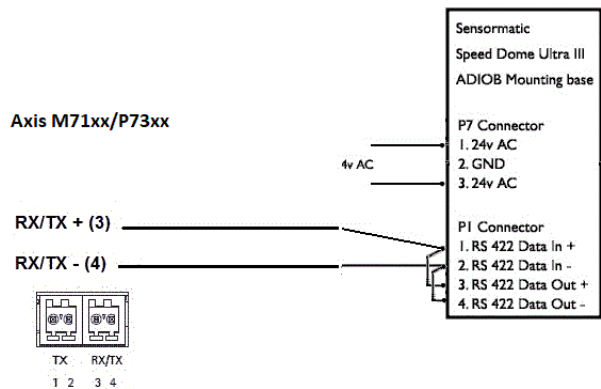 Sensormatic
Speed Dome Ultra III
ADIOB Mounting base
Axis M71xx/P73xx
P7 Connector
1. 24v AC
4v AC
2. GND
3. 24v AC
RX/TX + (3)
P1 Connector
1. RS 422 Data In +
RX/TX - (4)
2. RS 422 Data In -
3. RS 422 Data Out +
4. RS 422 Data Out -
TX RX/TX
1 2 3 4